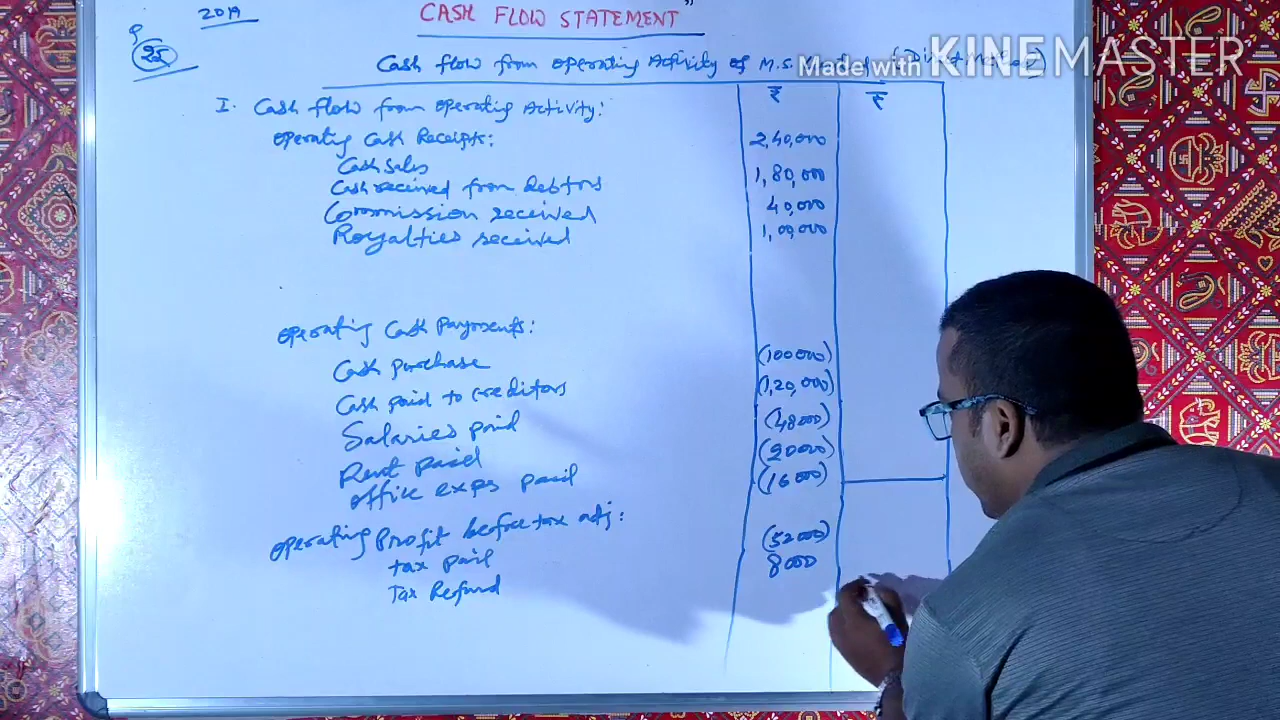 2019
CASH FLOW STATEMENT"
Q
25
Cash flow from operating Activity of M.S.
Made with KINEMASTER
₹ ₹
I. Cash flow from operating Activity:
operating Cash Receipts:
Cash sales 2,40,000
Cash received from Debtors 1,80,000
Commission received 40,000
Royalties received 1,00,000
operating Cash Payments:
Cash purchase (100000)
Cash paid to creditors (1,20,000)
Salaries paid (48000)
Rent paid (20000)
office exps paid (16000)
operating Profit before tax adj:
tax paid (52000)
Tax Refund 8000